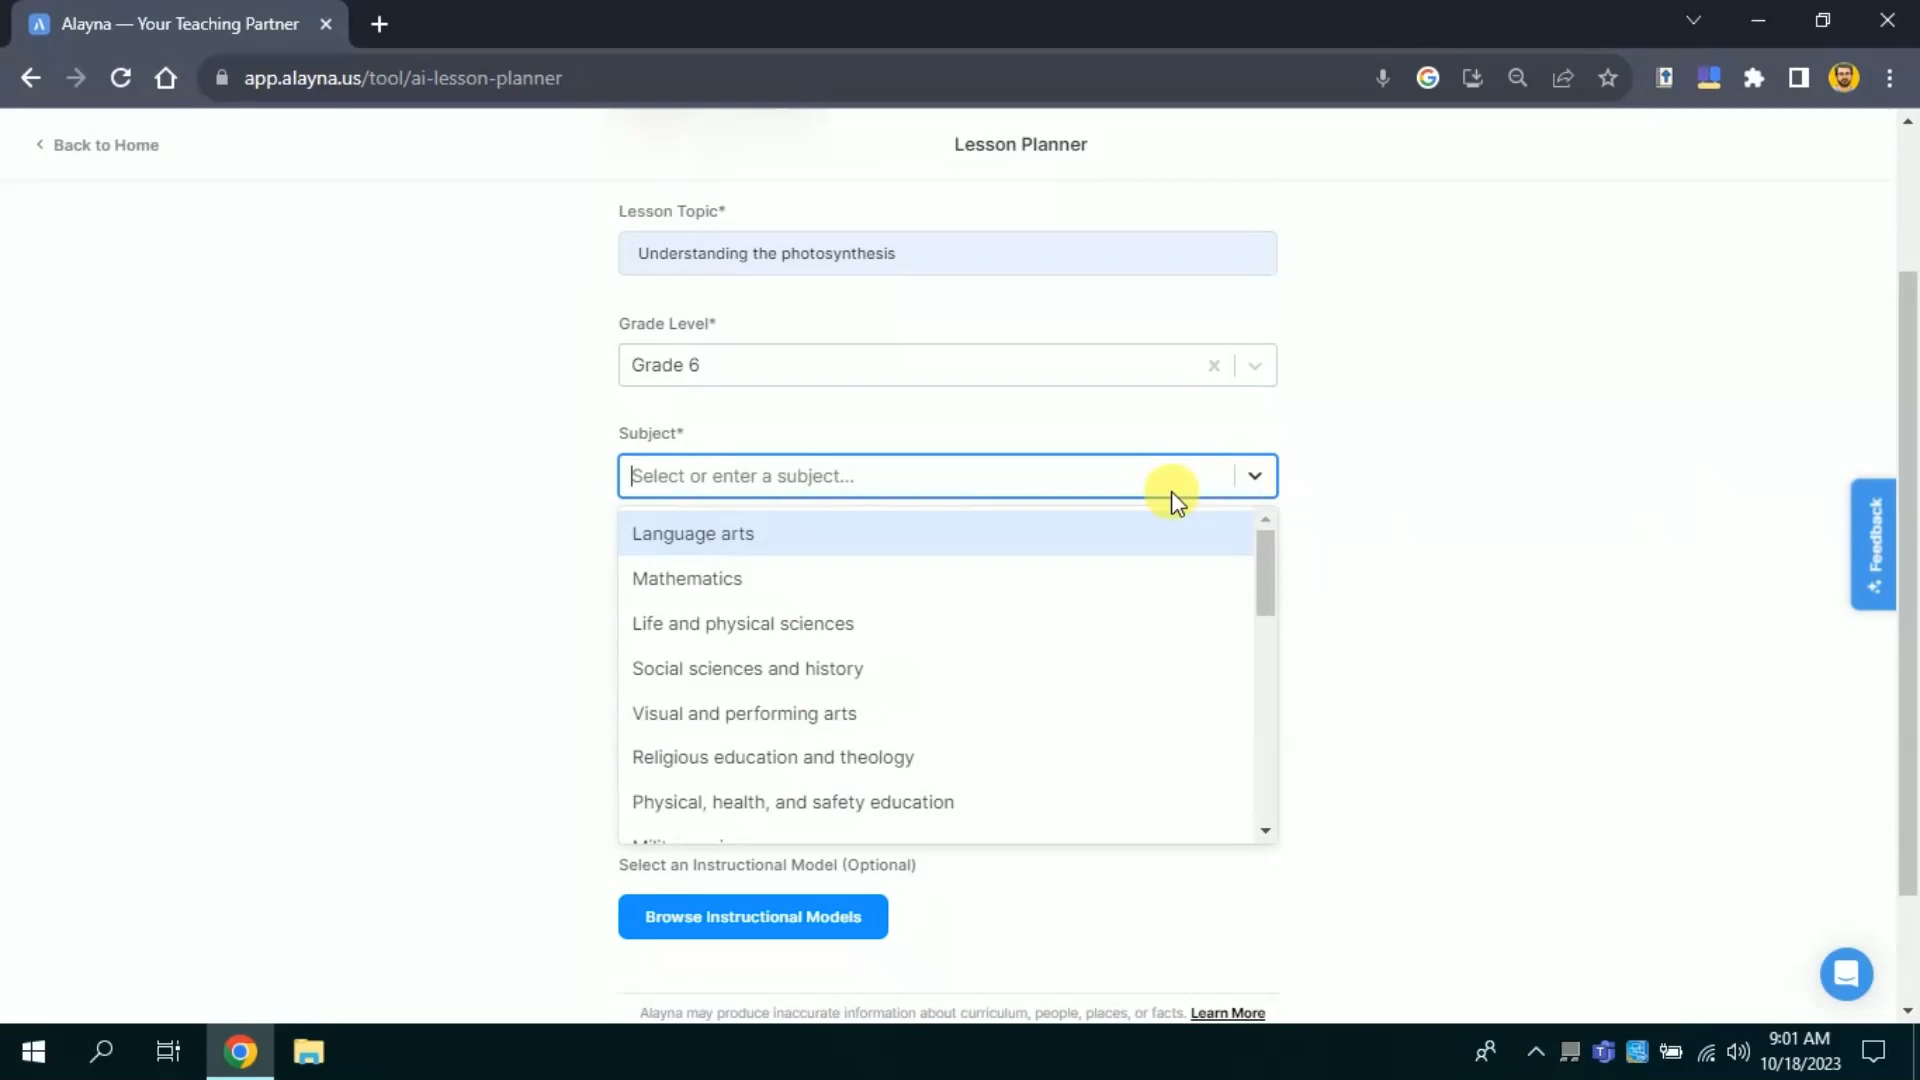 Alayna — Your Teaching Partner
app.alayna.us/tool/ai-lesson-planner
Back to Home
Lesson Planner
Lesson Topic*
Understanding the photosynthesis
Grade Level*
Grade 6
Subject*
Select or enter a subject...
Language arts
Mathematics
Life and physical sciences
Social sciences and history
Visual and performing arts
Religious education and theology
Physical, health, and safety education
Select an Instructional Model (Optional)
Browse Instructional Models
Alayna may produce inaccurate information about curriculum, people, places, or facts. Learn More
Feedback
9:01 AM
10/18/2023